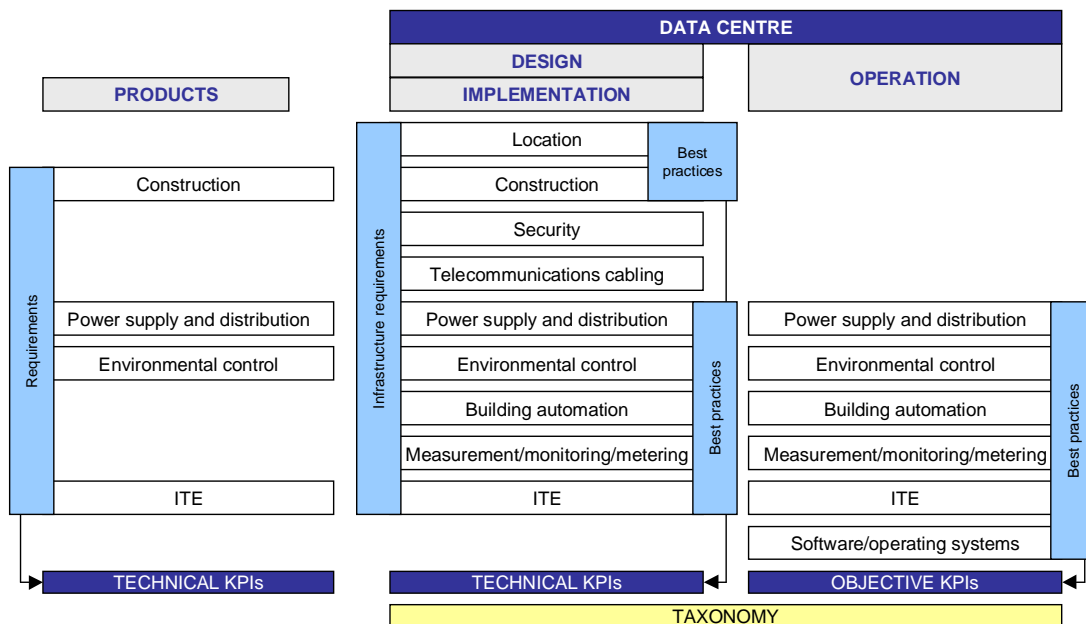 DATA CENTRE
DESIGN
IMPLEMENTATION
OPERATION
PRODUCTS
Requirements
Construction
Power supply and distribution
Environmental control
ITE
TECHNICAL KPIs
Infrastructure requirements
Location
Construction
Security
Telecommunications cabling
Power supply and distribution
Environmental control
Building automation
Measurement/monitoring/metering
ITE
Best
practices
Best practices
TECHNICAL KPIs
Power supply and distribution
Environmental control
Building automation
Measurement/monitoring/metering
ITE
Software/operating systems
Best practices
OBJECTIVE KPIs
TAXONOMY